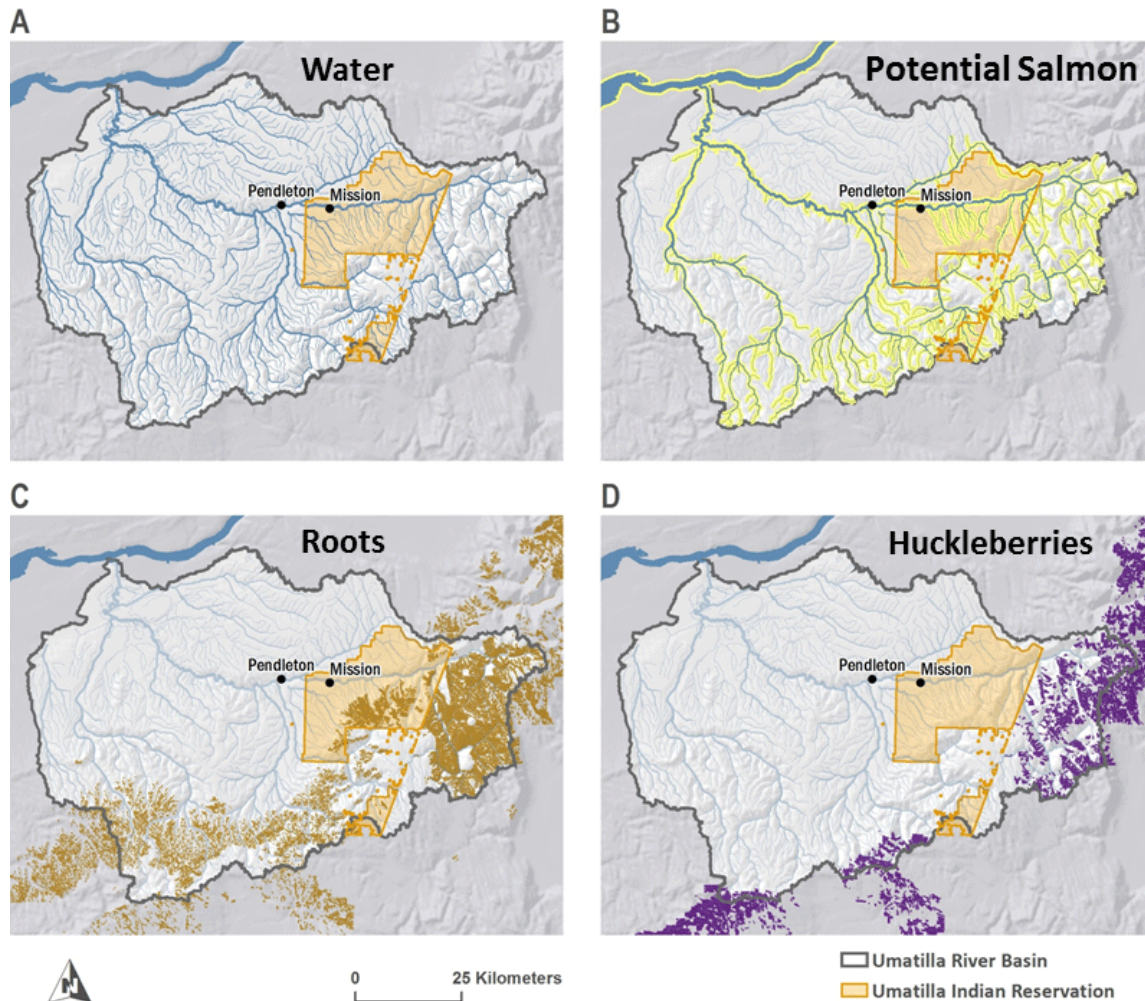 A
Water
Pendleton
Mission
B
Potential Salmon
Pendleton
Mission
C
Roots
Pendleton
Mission
D
Huckleberries
Pendleton
Mission
N
0 25 Kilometers
Umatilla River Basin
Umatilla Indian Reservation